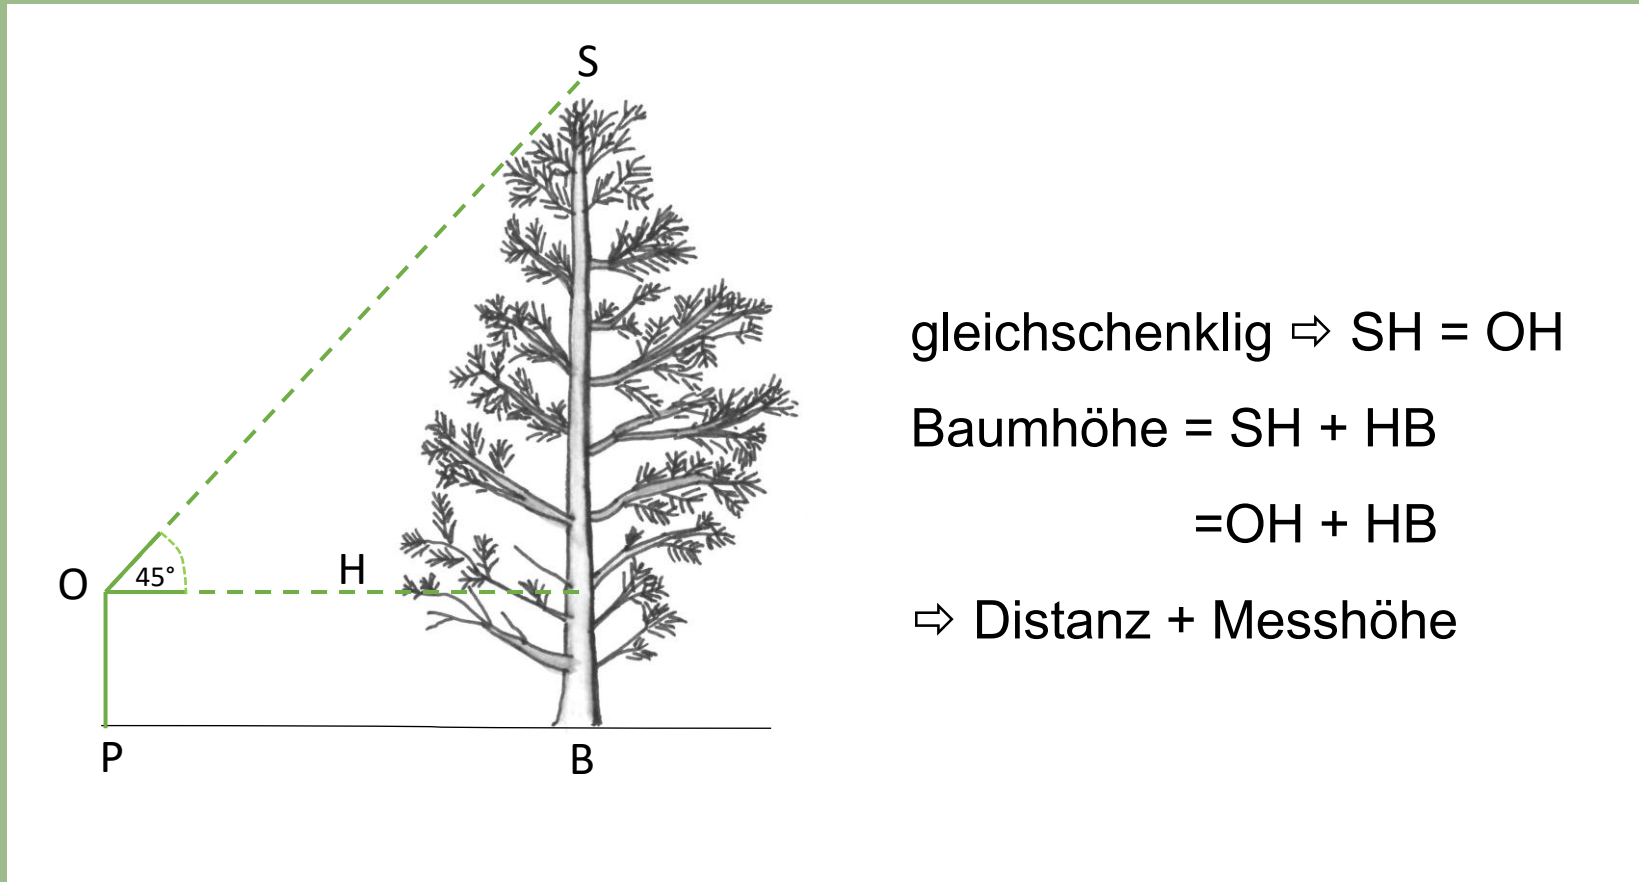 S
O
45°
H
P
B
gleichschenklig ⇨ SH = OH
Baumhöhe = SH + HB
=OH + HB
⇨ Distanz + Messhöhe